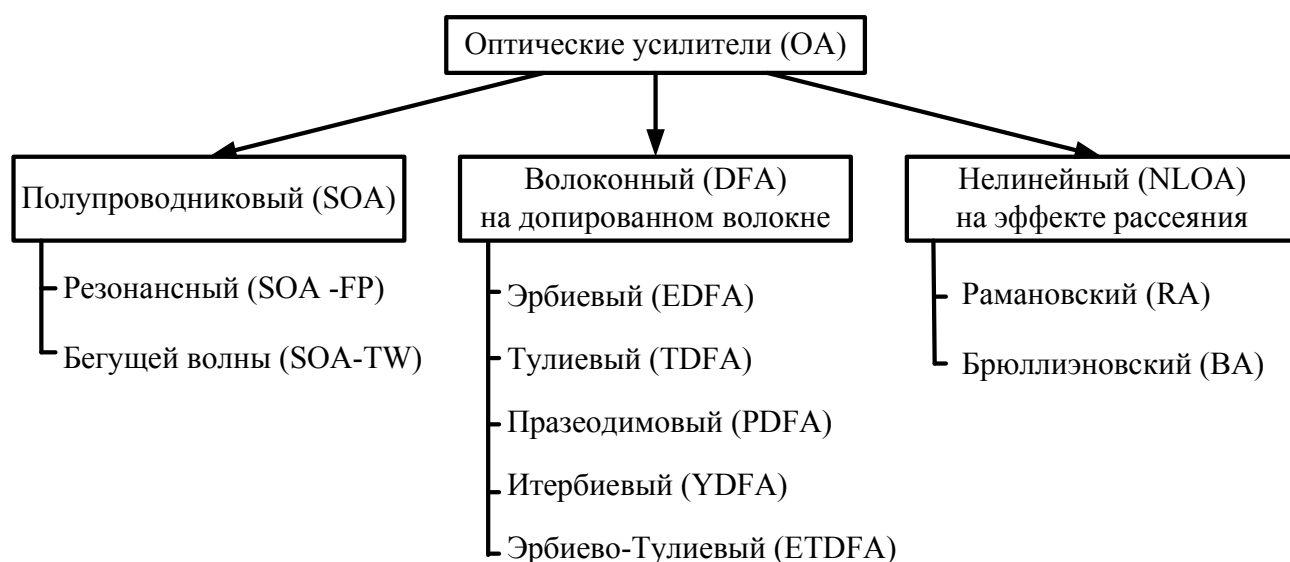 Оптические усилители (OA)
Полупроводниковый (SOA)
Резонансный (SOA -FP)
Бегущей волны (SOA-TW)
Волоконный (DFA)
на допированном волокне
Эрбиевый (EDFA)
Тулиевый (TDFA)
Празеодимовый (PDFA)
Итербиевый (YDFA)
Эрбиево-Тулиевый (ETDFA)
Нелинейный (NLOA)
на эффекте рассеяния
Рамановский (RA)
Брюллиэновский (BA)